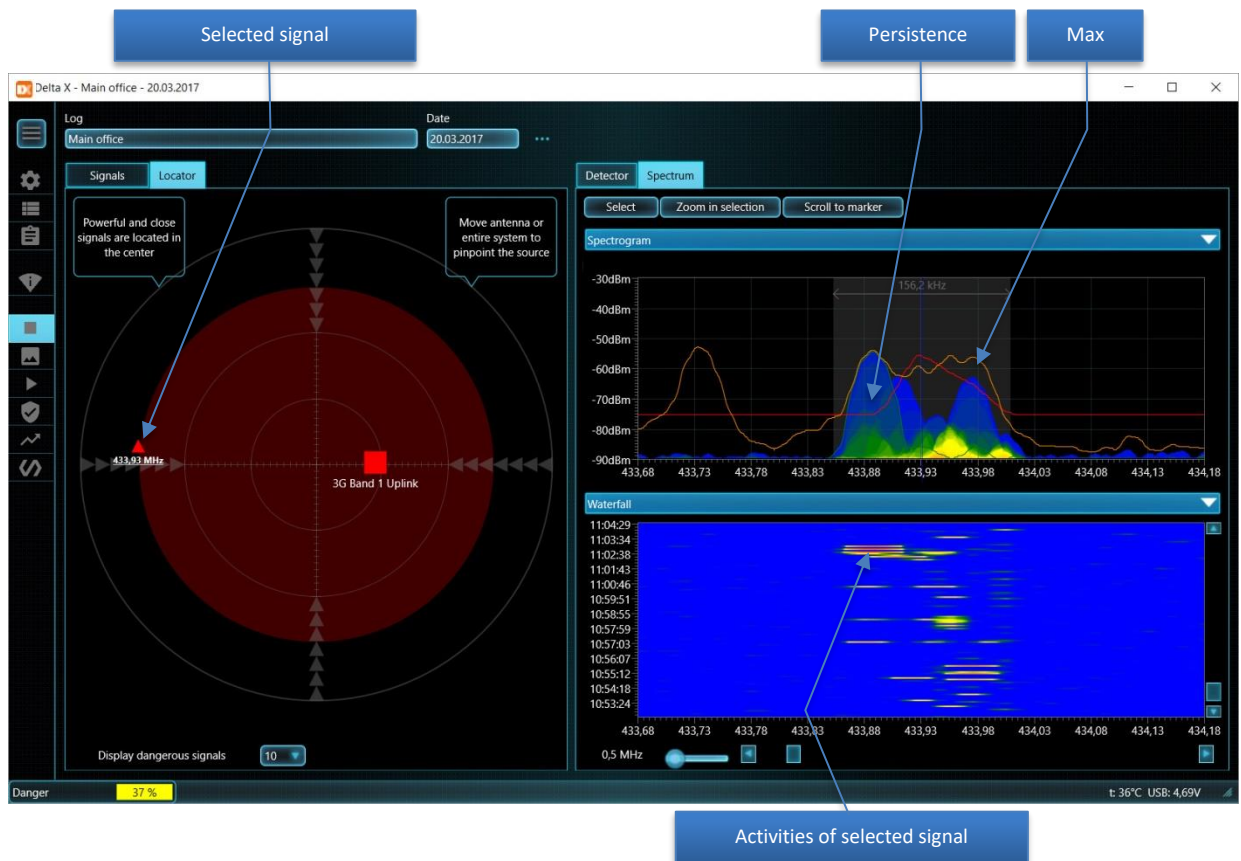 Selected signal
Persistence
Max
DX Delta X - Main office - 20.03.2017
Log
Date
Main office
20.03.2017
...
Signals
Locator
Detector
Spectrum
Powerful and close
signals are located in
the center
Move antenna or
entire system to
pinpoint the source
Select
Zoom in selection
Scroll to marker
Spectrogram
156,2 kHz
-30dBm
-40dBm
-50dBm
-60dBm
-70dBm
-80dBm
-90dBm
433,68 433,73 433,78 433,83 433,88 433,93 433,98 434,03 434,08 434,13 434,18
433,93 MHz
3G Band 1 Uplink
Waterfall
11:04:29
11:03:34
11:02:38
11:01:43
11:00:46
10:59:51
10:58:55
10:57:59
10:57:03
10:56:07
10:55:12
10:54:18
10:53:24
433,68 433,73 433,78 433,83 433,88 433,93 433,98 434,03 434,08 434,13 434,18
Display dangerous signals
10
0,5 MHz
Danger
37 %
t: 36°C USB: 4,69V
Activities of selected signal